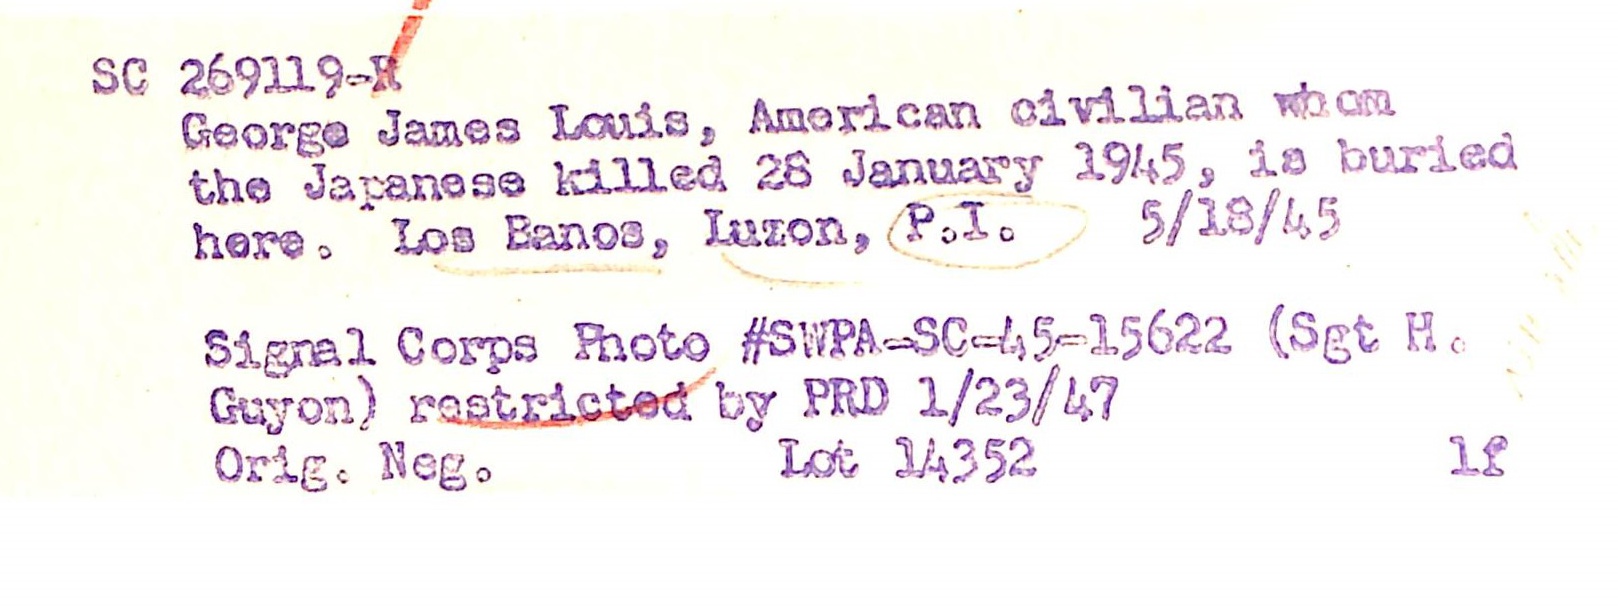 SC 269119-R
George James Louis, American civilian whom
the Japanese killed 28 January 1945, is buried
here. Los Banos, Luzon, P.I. 5/18/45
Signal Corps Photo #SWPA-SC-45-15622 (Sgt H.
Guyon) restricted by PRD 1/23/47
Orig. Neg. Lot 14352 lf